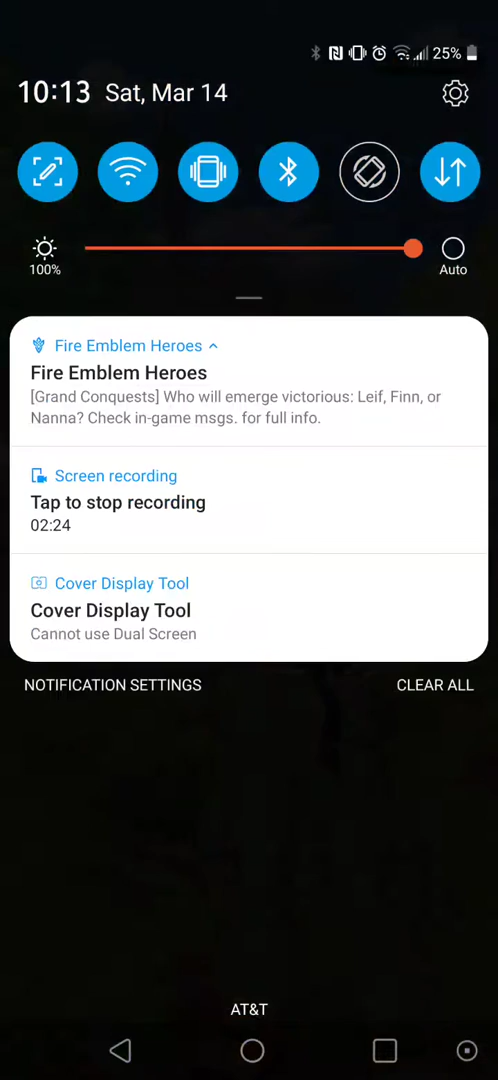 25%
10:13 Sat, Mar 14
100%
Auto
Fire Emblem Heroes
Fire Emblem Heroes
[Grand Conquests] Who will emerge victorious: Leif, Finn, or
Nanna? Check in-game msgs. for full info.
Screen recording
Tap to stop recording
02:24
Cover Display Tool
Cover Display Tool
Cannot use Dual Screen
NOTIFICATION SETTINGS
CLEAR ALL
AT&T